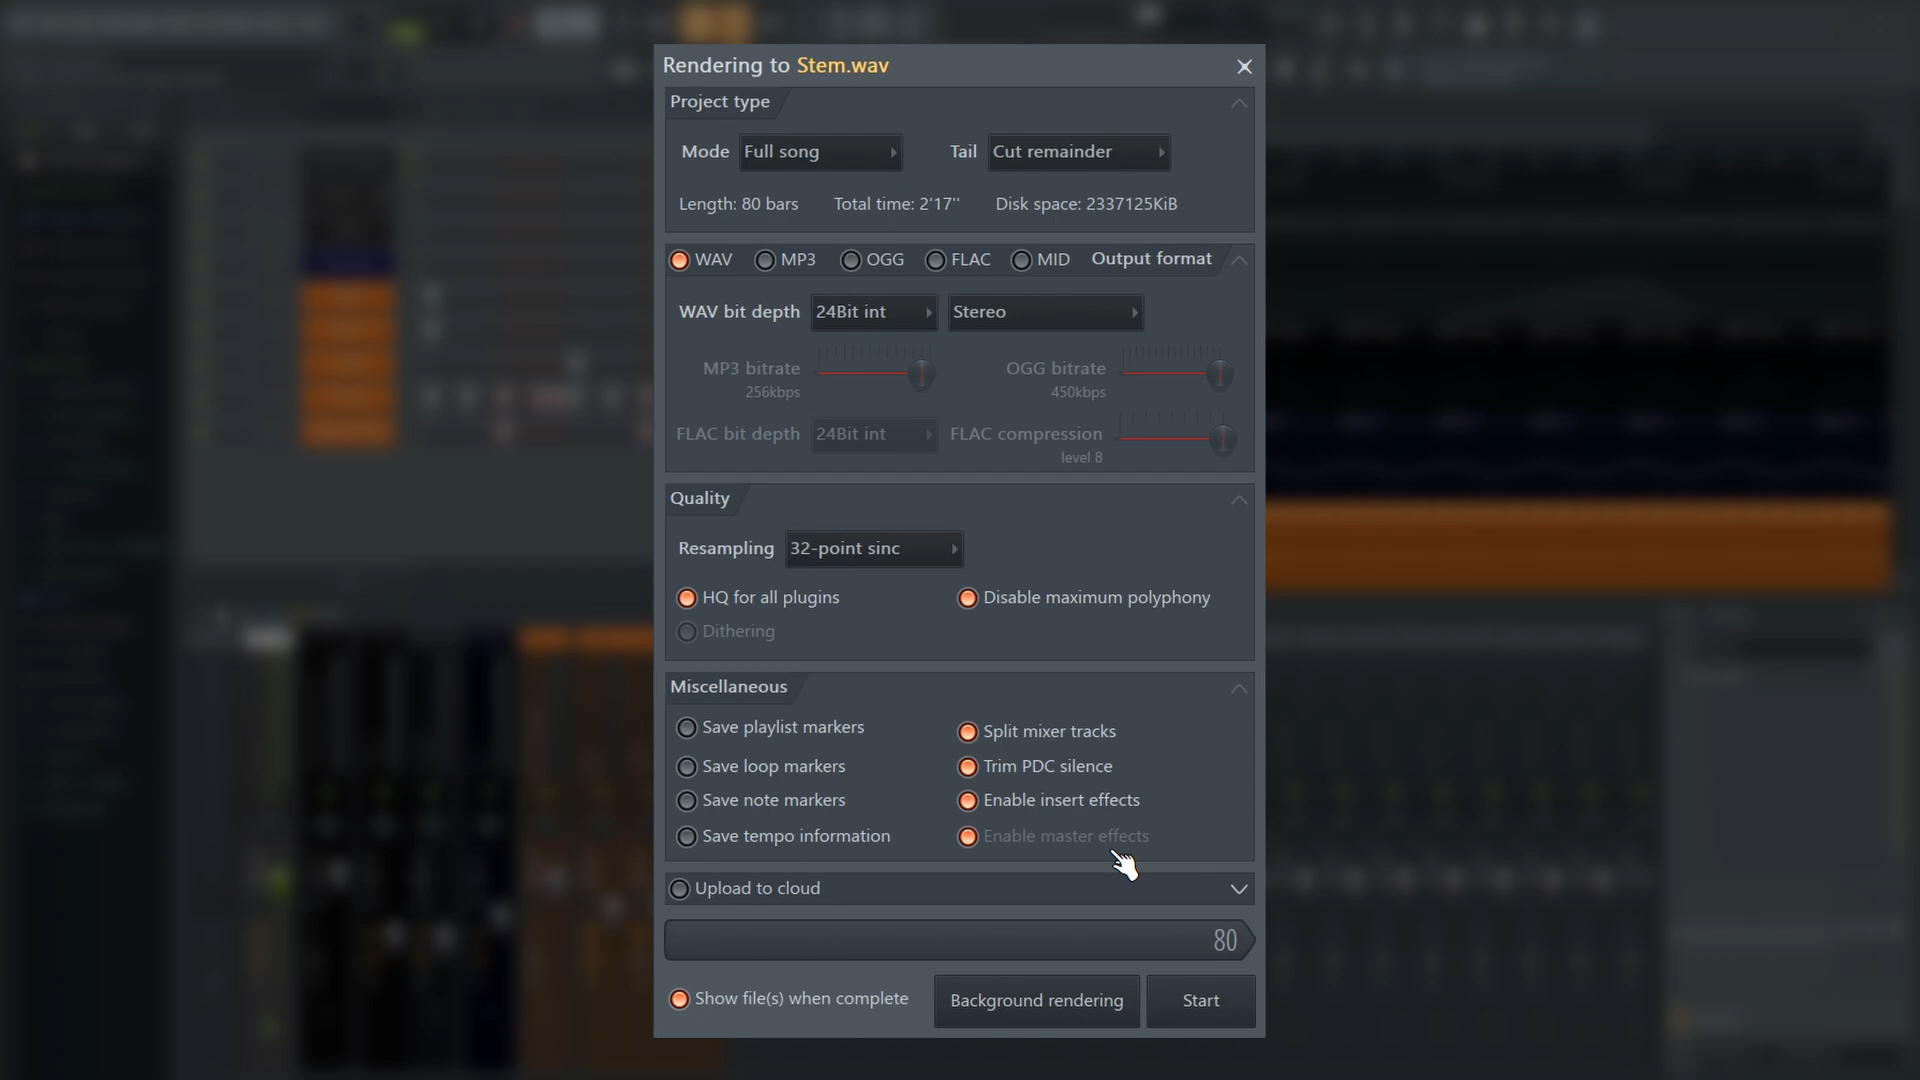 Rendering to Stem.wav
Project type
Mode Full song Tail Cut remainder
Length: 80 bars Total time: 2'17'' Disk space: 2337125KiB
WAV MP3 OGG FLAC MID Output format
WAV bit depth 24Bit int Stereo
MP3 bitrate OGG bitrate
256kbps 450kbps
FLAC bit depth 24Bit int FLAC compression
level 8
Quality
Resampling 32-point sinc
HQ for all plugins Disable maximum polyphony
Dithering
Miscellaneous
Save playlist markers Split mixer tracks
Save loop markers Trim PDC silence
Save note markers Enable insert effects
Save tempo information Enable master effects
Upload to cloud
80
Show file(s) when complete Background rendering Start